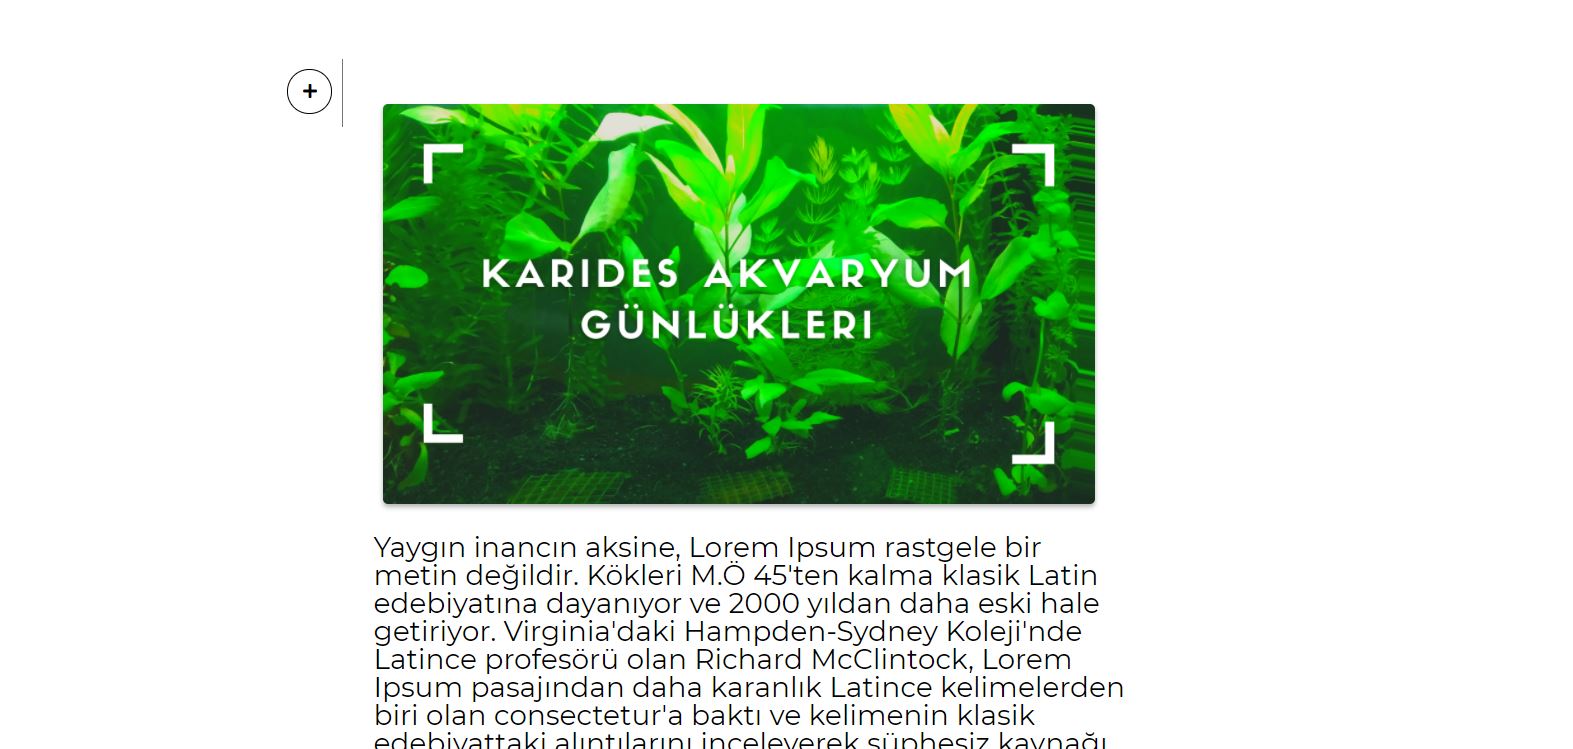 +
KARIDES AKVARYUM
GÜNLÜKLERI
Yaygın inancın aksine, Lorem Ipsum rastgele bir
metin değildir. Kökleri M.Ö 45'ten kalma klasik Latin
edebiyatına dayanıyor ve 2000 yıldan daha eski hale
getiriyor. Virginia'daki Hampden-Sydney Koleji'nde
Latince profesörü olan Richard McClintock, Lorem
Ipsum pasajından daha karanlık Latince kelimelerden
biri olan consectetur'a baktı ve kelimenin klasik
edebiyattaki alıntılarını inceleyerek şüphesiz kaynağı